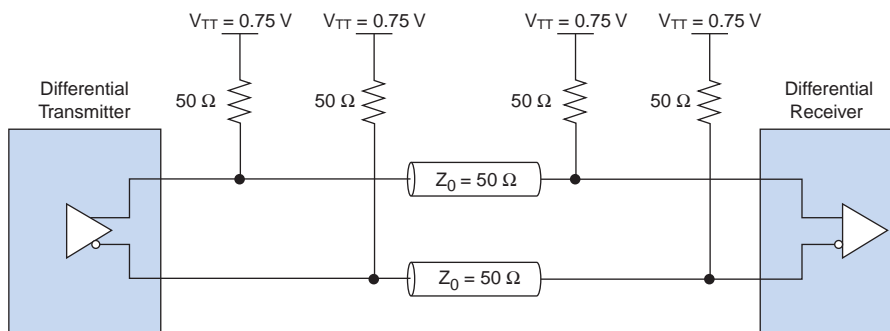 V_TT = 0.75 V V_TT = 0.75 V V_TT = 0.75 V V_TT = 0.75 V
Differential
Transmitter
50 Ω 50 Ω 50 Ω 50 Ω
Differential
Receiver
Z_0 = 50 Ω
Z_0 = 50 Ω